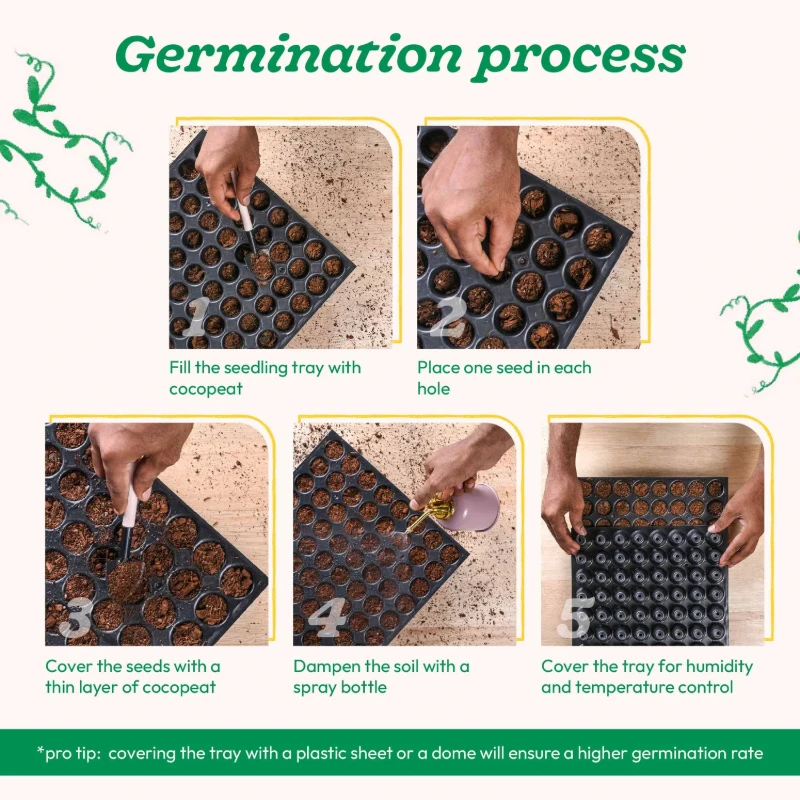 Germination process
1
2
Fill the seedling tray with
cocopeat
Place one seed in each
hole
3
4
5
Cover the seeds with a
thin layer of cocopeat
Dampen the soil with a
spray bottle
Cover the tray for humidity
and temperature control
*pro tip: covering the tray with a plastic sheet or a dome will ensure a higher germination rate